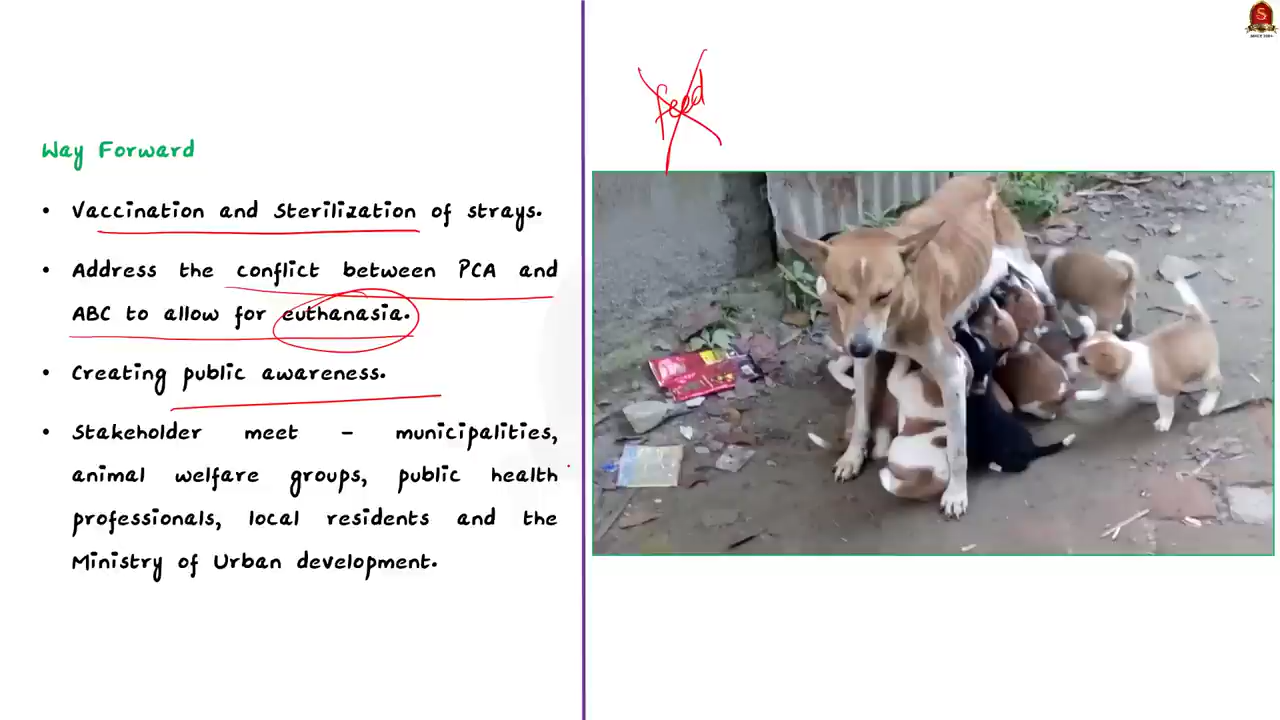 Way Forward
• Vaccination and Sterilization of strays.
• Address the conflict between PCA and
ABC to allow for euthanasia.
• Creating public awareness.
• Stakeholder meet – municipalities,
animal welfare groups, public health
professionals, local residents and the
Ministry of Urban development.
feed
S